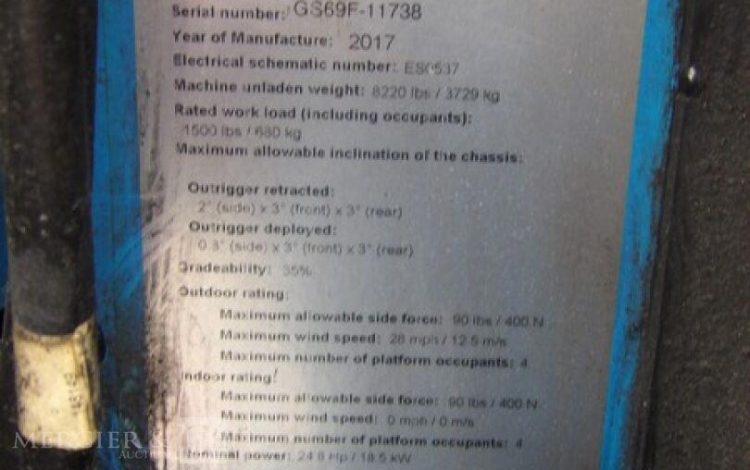 Serial number: GS69F-11738
Year of Manufacture: 2017
Electrical schematic number: ES0537
Machine unladen weight: 8220 lbs / 3729 kg
Rated work load (including occupants):
1500 lbs / 680 kg
Maximum allowable inclination of the chassis:
Outrigger retracted:
2° (side) x 3° (front) x 3° (rear)
Outrigger deployed:
0.3° (side) x 3° (front) x 3° (rear)
Gradeability: 35%
Outdoor rating:
Maximum allowable side force: 90 lbs / 400 N
Maximum wind speed: 28 mph / 12.5 m/s
Maximum number of platform occupants: 4
Indoor rating:
Maximum allowable side force: 90 lbs / 400 N
Maximum wind speed: 0 mph / 0 m/s
Maximum number of platform occupants: 4
Nominal power: 24.8 Hp / 18.5 kW